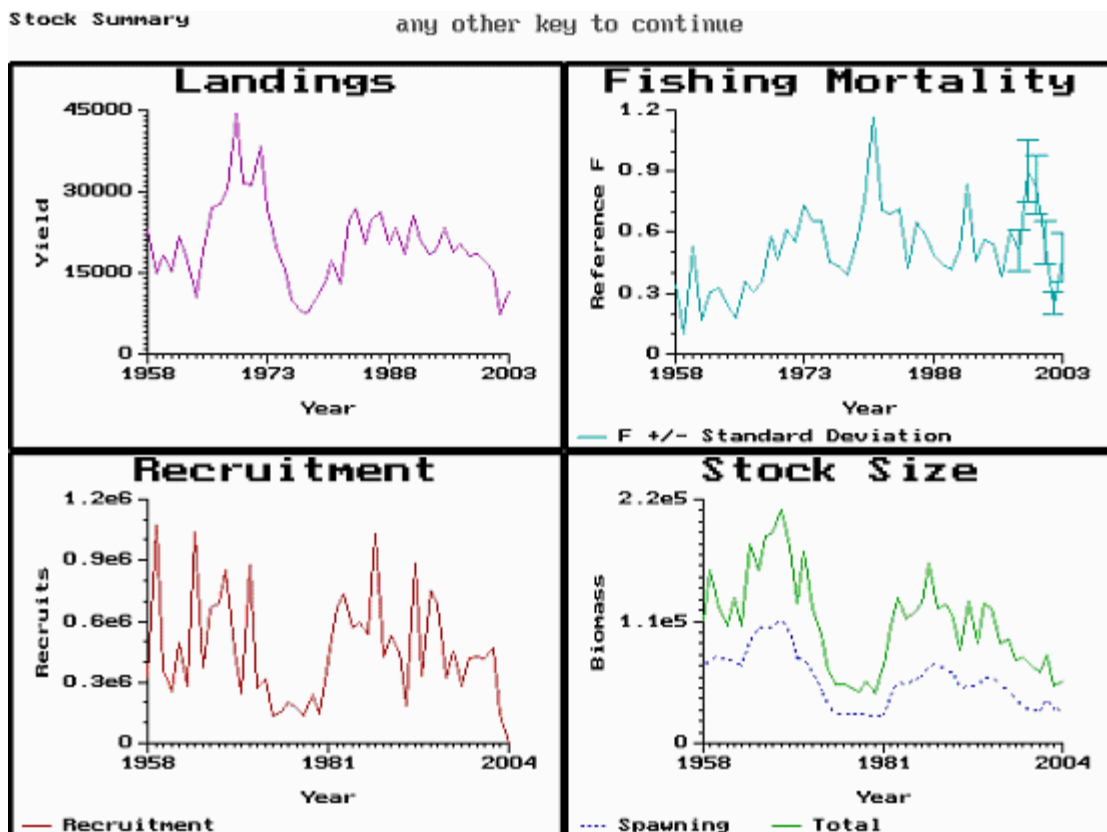 Stock Summary
any other key to continue
Landings
45000
30000
15000
0
Yield
1958 1973 1988 2003
Year
Fishing Mortality
1.2
0.9
0.6
0.3
0
Reference F
1958 1973 1988 2003
Year
F +/- Standard Deviation
Recruitment
1.2e6
0.9e6
0.6e6
0.3e6
0
Recruits
1958 1981 2004
Year
Recruitment
Stock Size
2.2e5
1.1e5
0
Biomass
1958 1981 2004
Year
Spawning Total